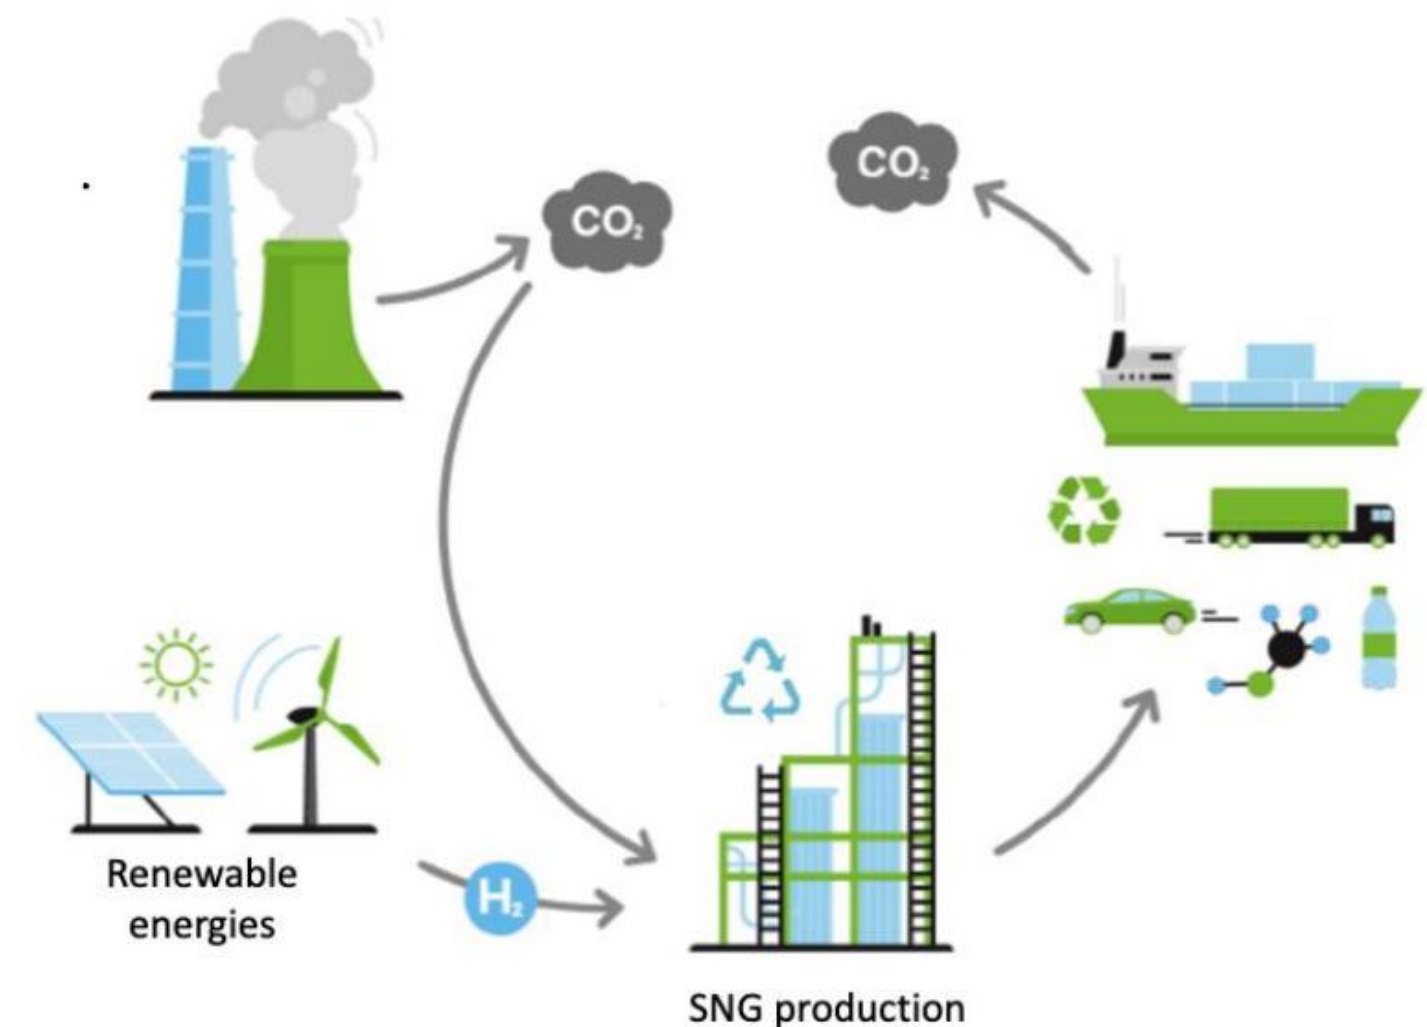 CO₂
CO₂
Renewable
energies
H₂
SNG production